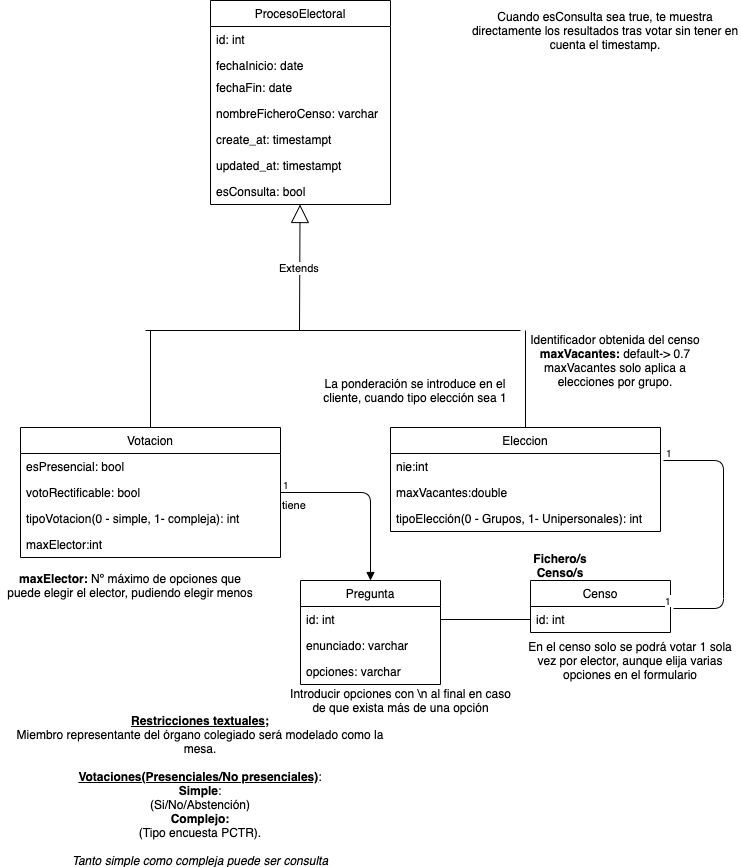 ProcesoElectoral
id: int
fechaInicio: date
fechaFin: date
nombreFicheroCenso: varchar
create_at: timestampt
updated_at: timestampt
esConsulta: bool
Cuando esConsulta sea true, te muestra
directamente los resultados tras votar sin tener en
cuenta el timestamp.
Extends
Identificador obtenida del censo
maxVacantes: default-> 0.7
maxVacantes solo aplica a
elecciones por grupo.
La ponderación se introduce en el
cliente, cuando tipo elección sea 1
Votacion
esPresencial: bool
votoRectificable: bool
tipoVotacion(0 - simple, 1- compleja): int
maxElector:int
Eleccion
nie:int
maxVacantes:double
tipoElección(0 - Grupos, 1- Unipersonales): int
1
1
tiene
maxElector: Nº máximo de opciones que
puede elegir el elector, pudiendo elegir menos
Pregunta
id: int
enunciado: varchar
opciones: varchar
Introducir opciones con \n al final en caso
de que exista más de una opción
Fichero/s
Censo/s
Censo
1
id: int
En el censo solo se podrá votar 1 sola
vez por elector, aunque elija varias
opciones en el formulario
Restricciones textuales;
Miembro representante del órgano colegiado será modelado como la
mesa.
Votaciones(Presenciales/No presenciales):
Simple:
(Si/No/Abstención)
Complejo:
(Tipo encuesta PCTR).
Tanto simple como compleja puede ser consulta